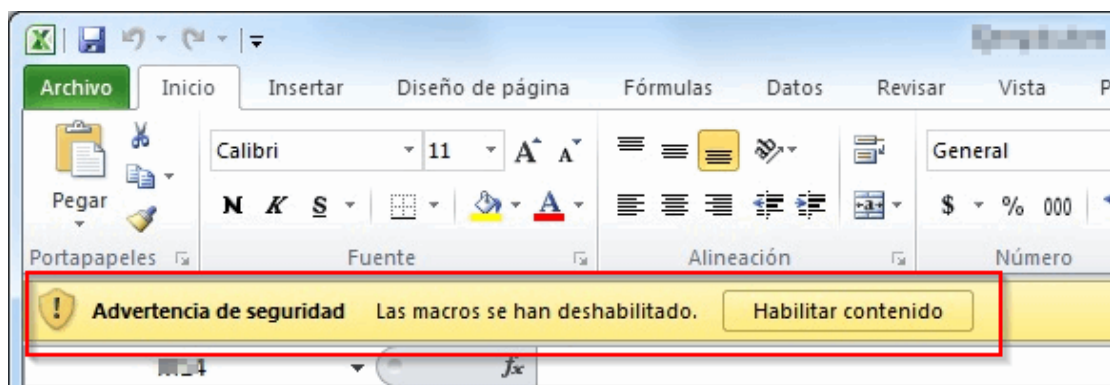 Archivo Inicio Insertar Diseño de página Fórmulas Datos Revisar Vista P
Calibri 11 A A General
Pegar N K S A a $ % 000
Portapapeles Fuente Alineación Número
Advertencia de seguridad Las macros se han deshabilitado. Habilitar contenido
fx